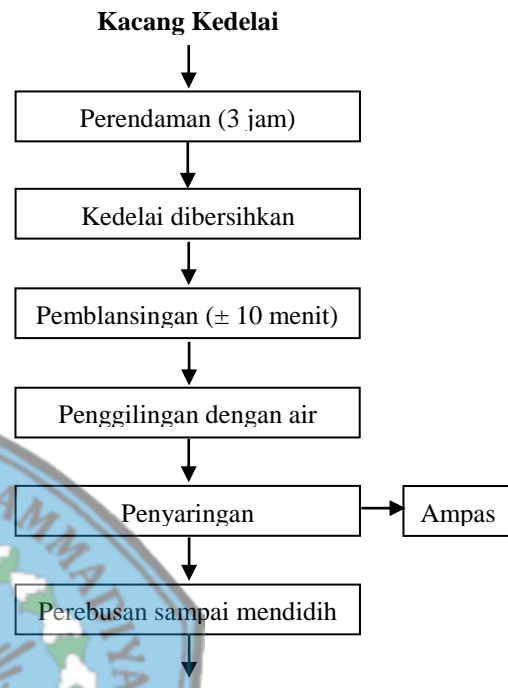 Kacang Kedelai
Perendaman (3 jam)
Kedelai dibersihkan
Pemblansingan (± 10 menit)
Penggilingan dengan air
Penyaringan
Ampas
Perebusan sampai mendidih